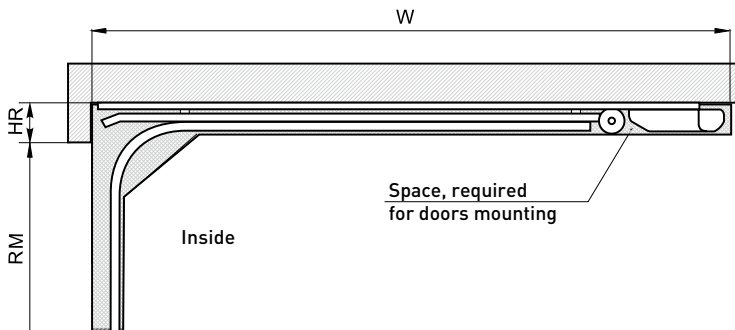 W
HR
Space, required
for doors mounting
Inside
RM